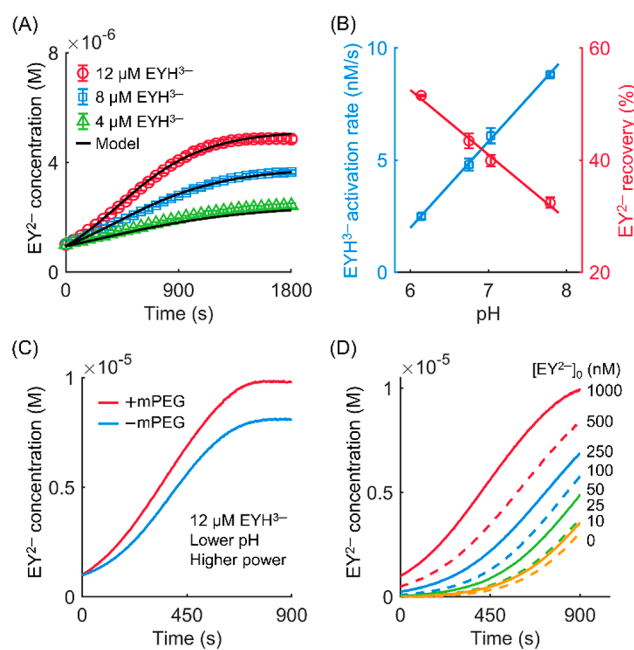 (A)
× 10⁻⁶
8
4
0
EY²⁻ concentration (M)
12 μM EYH³⁻
8 μM EYH³⁻
4 μM EYH³⁻
Model
0 900 1800
Time (s)
(B)
10
5
0
EYH³⁻ activation rate (nM/s)
60
40
20
EY²⁻ recovery (%)
6 7 8
pH
(C)
× 10⁻⁵
1
0.5
0
EY²⁻ concentration (M)
+mPEG
−mPEG
12 μM EYH³⁻
Lower pH
Higher power
0 450 900
Time (s)
(D)
× 10⁻⁵
1
0.5
0
EY²⁻ concentration (M)
[EY²⁻]₀ (nM)
1000
500
250
100
50
25
10
0
0 450 900
Time (s)